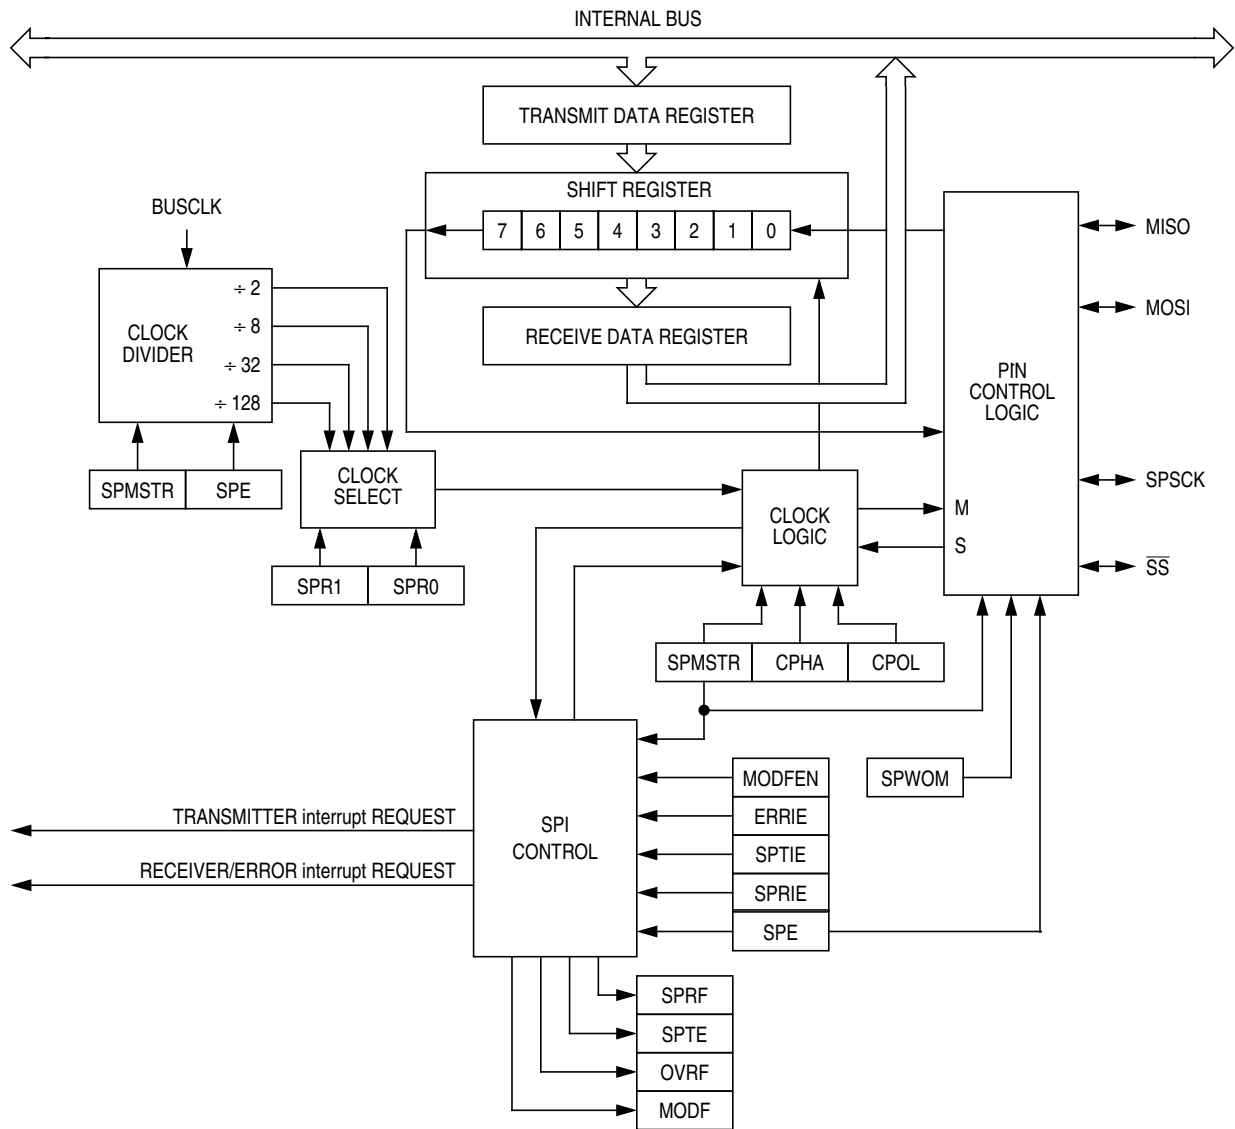 INTERNAL BUS
TRANSMIT DATA REGISTER
SHIFT REGISTER
7 6 5 4 3 2 1 0
BUSCLK
CLOCK
DIVIDER
÷ 2
÷ 8
÷ 32
÷ 128
RECEIVE DATA REGISTER
MISO
MOSI
PIN
CONTROL
LOGIC
SPMSTR SPE
CLOCK
SELECT
SPR1 SPR0
CLOCK
LOGIC
M
S
SPSCK
SS
SPMSTR CPHA CPOL
SPI
CONTROL
MODFEN
ERRIE
SPTIE
SPRIE
SPE
SPWOM
TRANSMITTER interrupt REQUEST
RECEIVER/ERROR interrupt REQUEST
SPRF
SPTE
OVRF
MODF